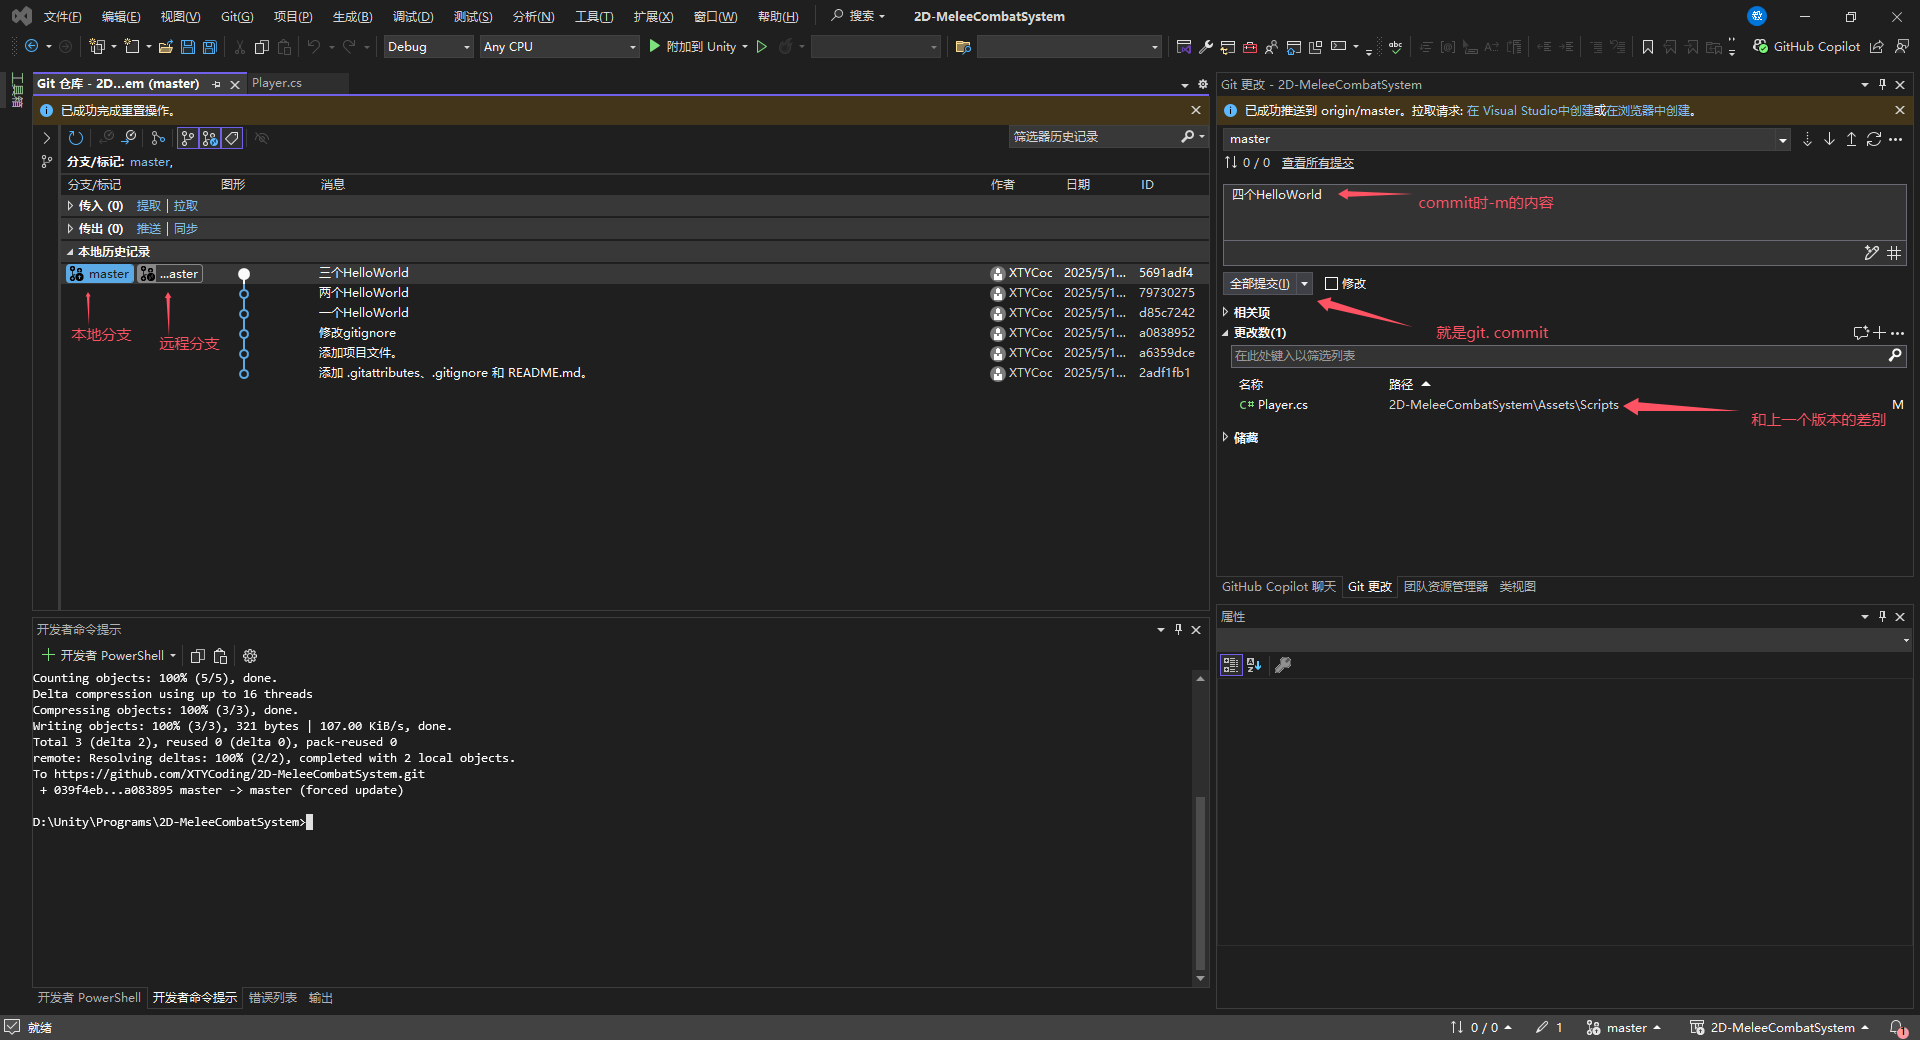 文件(F) 编辑(E) 视图(V) Git(G) 项目(P) 生成(B) 调试(D) 测试(S) 分析(N) 工具(T) 扩展(X) 窗口(W) 帮助(H) 搜索 2D-MeleeCombatSystem
Debug Any CPU 附加到 Unity GitHub Copilot
工具箱
Git 仓库 - 2D...em (master) Player.cs
已成功完成重置操作。
筛选器历史记录
分支/标记: master,
分支/标记 图形 消息 作者 日期 ID
传入 (0) 提取 | 拉取
传出 (0) 推送 | 同步
本地历史记录
master ...aster 三个HelloWorld XTYCoc 2025/5/1... 5691adf4
两个HelloWorld XTYCoc 2025/5/1... 79730275
一个HelloWorld XTYCoc 2025/5/1... d85c7242
修改gitignore XTYCoc 2025/5/1... a0838952
添加项目文件。 XTYCoc 2025/5/1... a6359dce
添加 .gitattributes、.gitignore 和 README.md。 XTYCoc 2025/5/1... 2adf1fb1
本地分支
远程分支
开发者命令提示
开发者 PowerShell
Counting objects: 100% (5/5), done.
Delta compression using up to 16 threads
Compressing objects: 100% (3/3), done.
Writing objects: 100% (3/3), 321 bytes | 107.00 KiB/s, done.
Total 3 (delta 2), reused 0 (delta 0), pack-reused 0
remote: Resolving deltas: 100% (2/2), completed with 2 local objects.
To https://github.com/XTYCoding/2D-MeleeCombatSystem.git
+ 039f4eb...a083895 master -> master (forced update)
D:\Unity\Programs\2D-MeleeCombatSystem>
开发者 PowerShell 开发者命令提示 错误列表 输出
Git 更改 - 2D-MeleeCombatSystem
已成功推送到 origin/master。拉取请求: 在 Visual Studio中创建或在浏览器中创建。
master
0 / 0 查看所有提交
四个HelloWorld
commit时-m的内容
全部提交(I) 修改
就是git. commit
相关项
更改数(1)
在此处键入以筛选列表
名称 路径
C# Player.cs 2D-MeleeCombatSystem\Assets\Scripts M
和上一个版本的差别
储藏
GitHub Copilot 聊天 Git 更改 团队资源管理器 类视图
属性
就绪 0 / 0 1 master 2D-MeleeCombatSystem 1